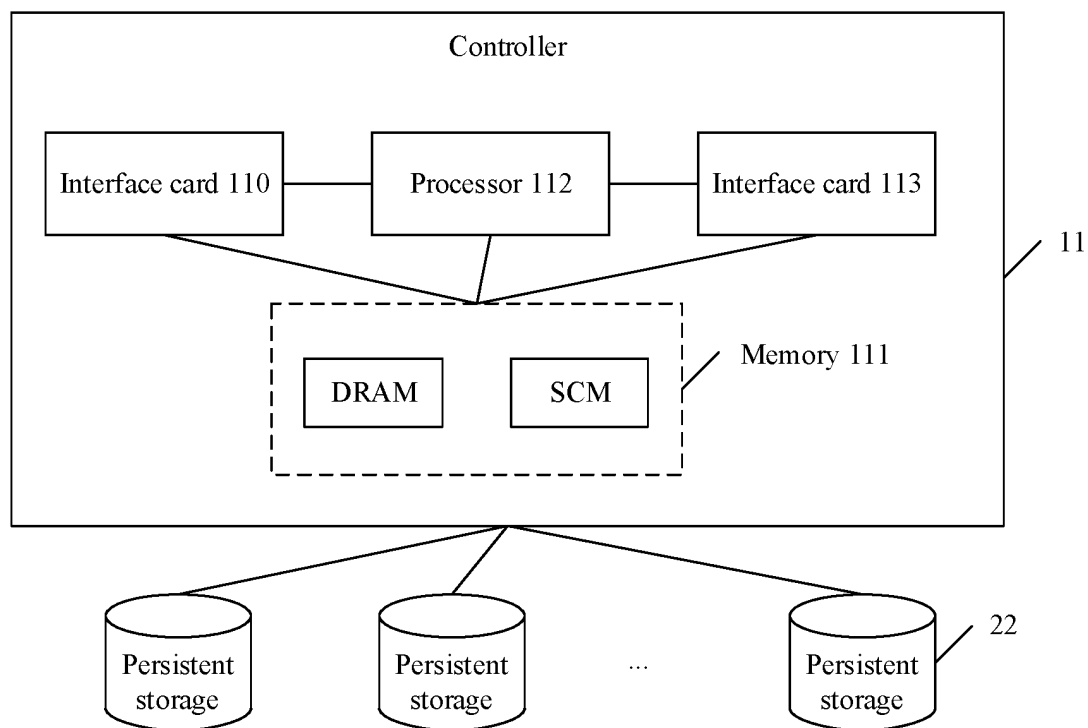 Controller
Interface card 110
Processor 112
Interface card 113
11
Memory 111
DRAM
SCM
22
Persistent
storage
Persistent
storage
...
Persistent
storage